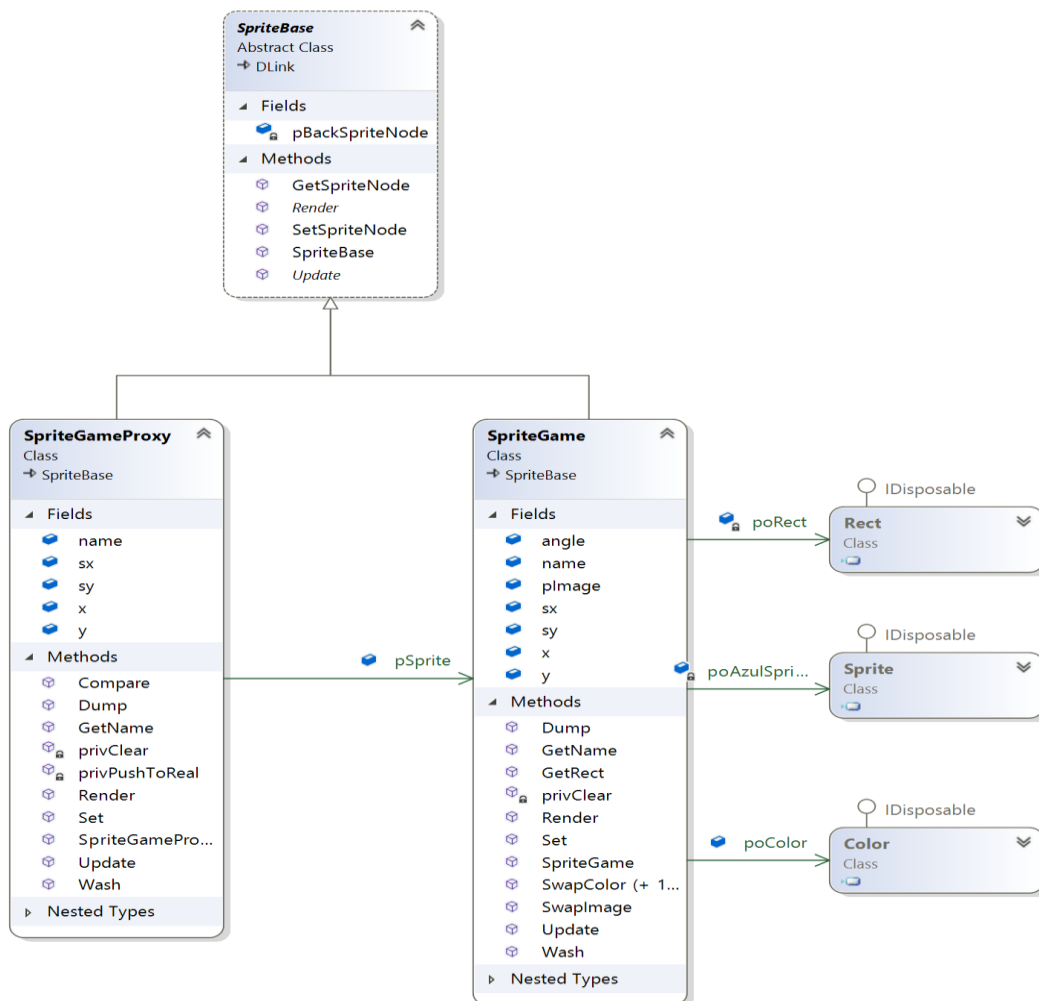 SpriteBase
Abstract Class
DLink
Fields
pBackSpriteNode
Methods
GetSpriteNode
Render
SetSpriteNode
SpriteBase
Update
SpriteGameProxy
Class
SpriteBase
Fields
name
sx
sy
x
y
Methods
Compare
Dump
GetName
privClear
privPushToReal
Render
Set
SpriteGamePro...
Update
Wash
Nested Types
pSprite
SpriteGame
Class
SpriteBase
Fields
angle
name
pImage
sx
sy
x
y
Methods
Dump
GetName
GetRect
privClear
Render
Set
SpriteGame
SwapColor (+ 1...
SwapImage
Update
Wash
Nested Types
poRect
IDisposable
Rect
Class
poAzulSpri...
IDisposable
Sprite
Class
poColor
IDisposable
Color
Class